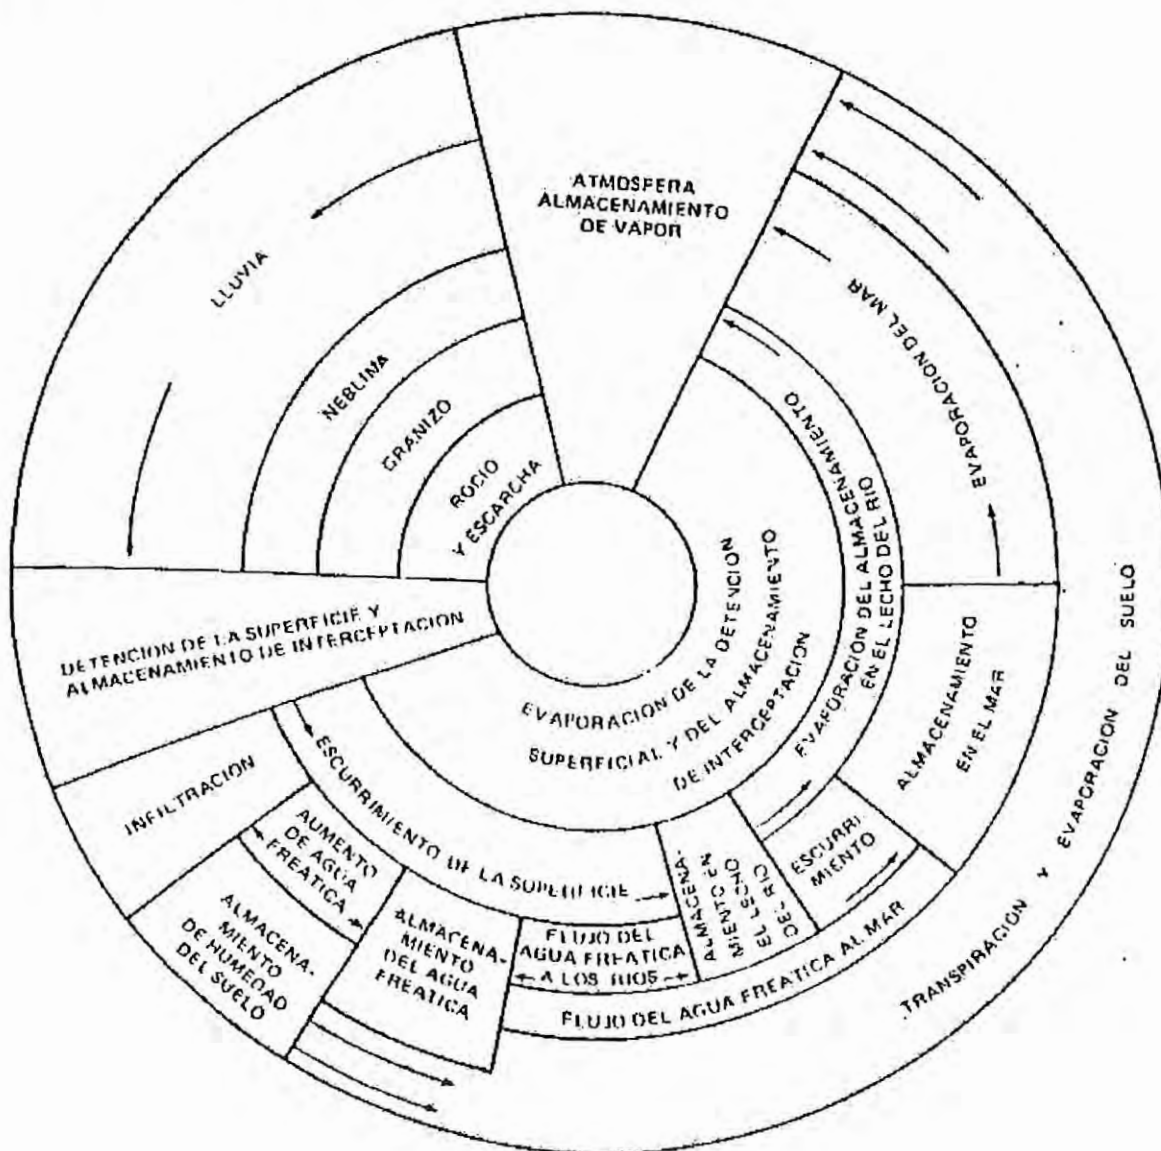 ATMOSFERA
ALMACENAMIENTO
DE VAPOR
LLUVIA
NEBLINA
GRANIZO
ROCIO
Y ESCARCHA
DETENCION DE LA SUPERFICIE Y
ALMACENAMIENTO DE INTERCEPTACION
INFILTRACION
ALMACENA-
MIENTO
DE HUMEDAD
DEL SUELO
AUMENTO
DE AGUA
FREATICA
ESCURRIMIENTO DE LA SUPERFICIE
ALMACENA-
MIENTO
DEL AGUA
FREATICA
FLUJO DEL
AGUA FREATICA
A LOS RIOS
FLUJO DEL AGUA FREATICA AL MAR
ALMACENA-
MIENTO EN
EL LECHO
DEL RIO
ESCURRI-
MIENTO
ALMACENAMIENTO
EN EL MAR
EVAPORACION DEL MAR
EVAPORACION DEL ALMACENAMIENTO
EN EL LECHO DEL RIO
EVAPORACION DE LA DETENCION
SUPERFICIAL Y DEL ALMACENAMIENTO
DE INTERCEPTACION
ALMACENAMIENTO
TRANSPIRACION Y EVAPORACION DEL SUELO